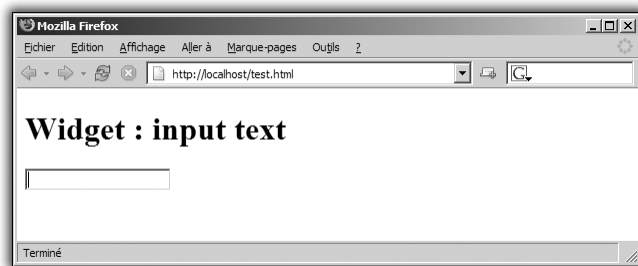 Mozilla Firefox
Fichier Edition Affichage Aller à Marque-pages Outils ?
http://localhost/test.html G
Widget : input text
Terminé